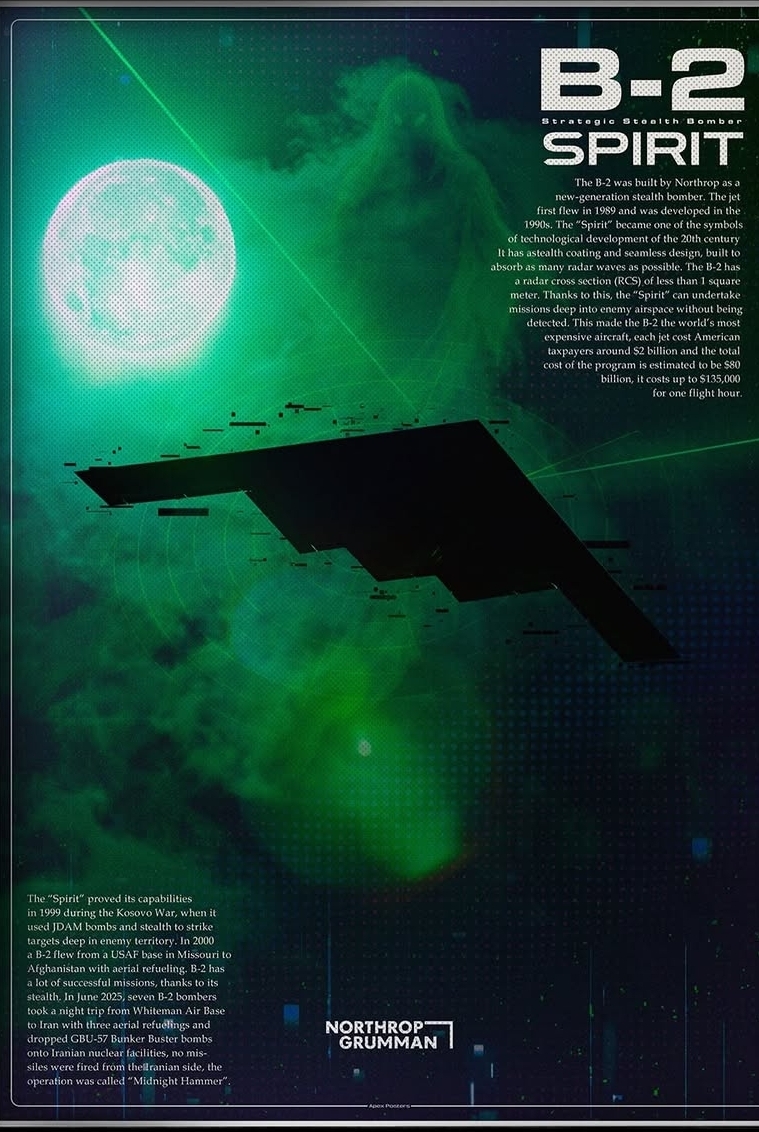 B-2
Strategic Stealth Bomber
SPIRIT
The B-2 was built by Northrop as a
new-generation stealth bomber. The jet
first flew in 1989 and was developed in the
1990s. The “Spirit” became one of the symbols
of technological development of the 20th century
It has astealth coating and seamless design, built to
absorb as many radar waves as possible. The B-2 has
a radar cross section (RCS) of less than 1 square
meter. Thanks to this, the “Spirit” can undertake
missions deep into enemy airspace without being
detected. This made the B-2 the world’s most
expensive aircraft, each jet cost American
taxpayers around $2 billion and the total
cost of the program is estimated to be $80
billion, it costs up to $135,000
for one flight hour.
The “Spirit” proved its capabilities
in 1999 during the Kosovo War, when it
used JDAM bombs and stealth to strike
targets deep in enemy territory. In 2000
a B-2 flew from a USAF base in Missouri to
Afghanistan with aerial refueling. B-2 has
a lot of successful missions, thanks to its
stealth. In June 2025, seven B-2 bombers
took a night trip from Whiteman Air Base
to Iran with three aerial refuelings and
dropped GBU-57 Bunker Buster bombs
onto Iranian nuclear facilities, no mis-
siles were fired from theIranian side, the
operation was called “Midnight Hammer”.
NORTHROP
GRUMMAN
Apex Posters